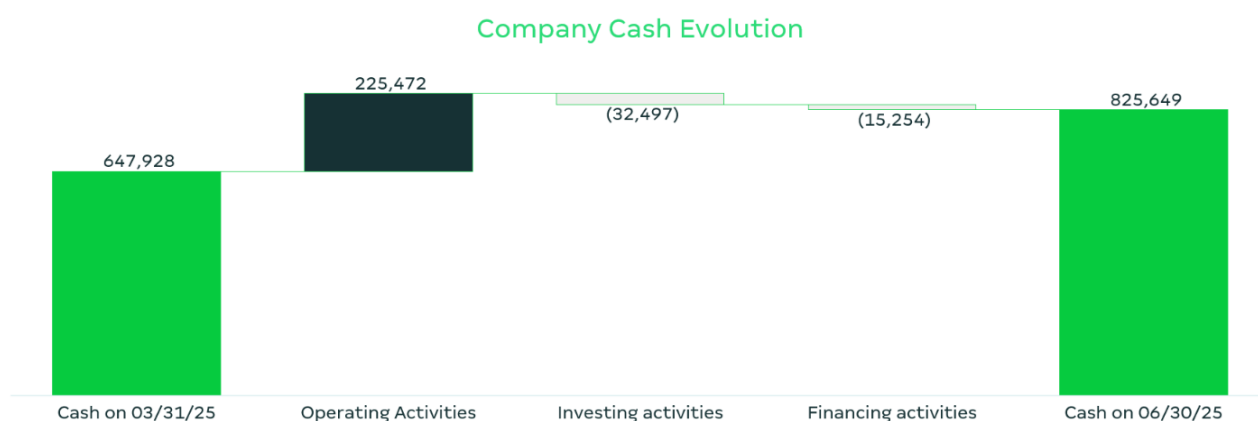 Company Cash Evolution
225,472
825,649
(32,497)
(15,254)
647,928
Cash on 03/31/25
Operating Activities
Investing activities
Financing activities
Cash on 06/30/25